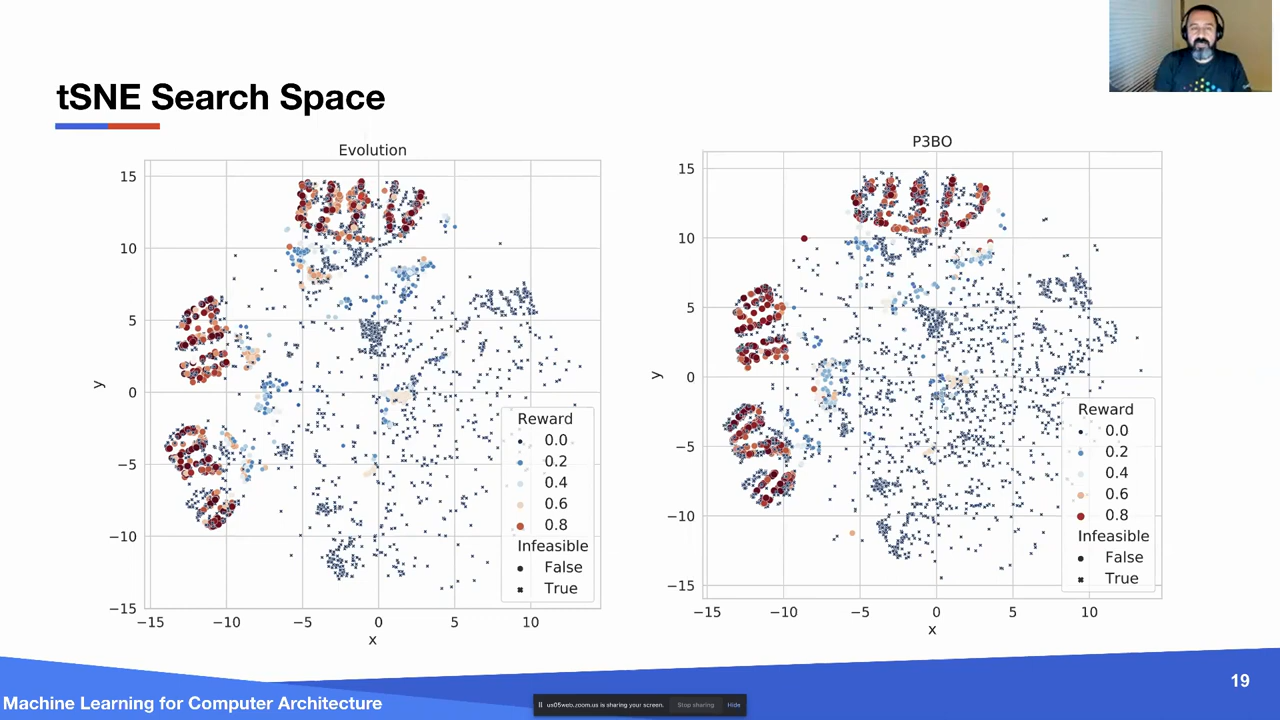 tSNE Search Space
Evolution
15
10
5
0
−5
−10
−15
y
−15 −10 −5 0 5 10
x
Reward
0.0
0.2
0.4
0.6
0.8
Infeasible
False
True
P3BO
15
10
5
0
−5
−10
−15
y
−15 −10 −5 0 5 10
x
Reward
0.0
0.2
0.4
0.6
0.8
Infeasible
False
True
19
Machine Learning for Computer Architecture
us05web.zoom.us is sharing your screen. Stop sharing Hide